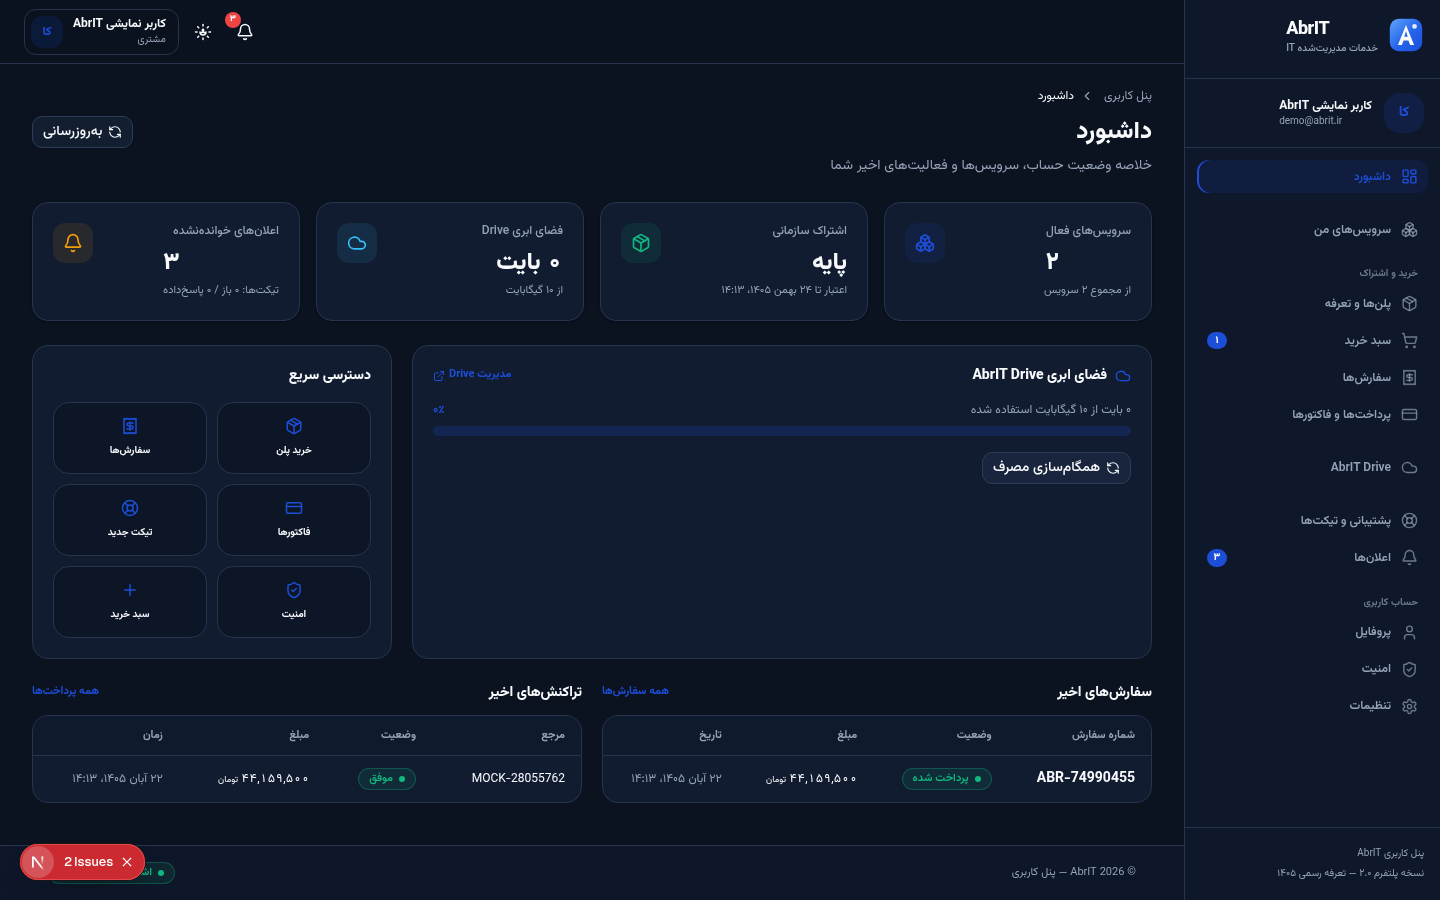 AbrIT
خدمات مدیریت‌شده IT
کاربر نمایشی AbrIT
demo@abrit.ir
کا
داشبورد
سرویس‌های من
خرید و اشتراک
پلن‌ها و تعرفه
سبد خرید
۱
سفارش‌ها
پرداخت‌ها و فاکتورها
AbrIT Drive
پشتیبانی و تیکت‌ها
اعلان‌ها
۳
حساب کاربری
پروفایل
امنیت
تنظیمات
پنل کاربری AbrIT
نسخه پلتفرم ۲.۰ — تعرفه رسمی ۱۴۰۵
۳
کاربر نمایشی AbrIT
مشتری
کا
پنل کاربری
داشبورد
داشبورد
خلاصه وضعیت حساب، سرویس‌ها و فعالیت‌های اخیر شما
به‌روزرسانی
سرویس‌های فعال
۲
از مجموع ۲ سرویس
اشتراک سازمانی
پایه
اعتبار تا ۲۴ بهمن ۱۴۰۵، ۱۴:۱۳
فضای ابری Drive
۰ بایت
از ۱۰ گیگابایت
اعلان‌های خوانده‌نشده
۳
تیکت‌ها: ۰ باز / ۰ پاسخ‌داده
فضای ابری AbrIT Drive
مدیریت Drive
۰ بایت از ۱۰ گیگابایت استفاده شده
۰٪
همگام‌سازی مصرف
دسترسی سریع
خرید پلن
سفارش‌ها
فاکتورها
تیکت جدید
امنیت
سبد خرید
سفارش‌های اخیر
همه سفارش‌ها
شماره سفارش
وضعیت
مبلغ
تاریخ
ABR-74990455
پرداخت شده
۴۴,۱۵۹,۵۰۰ تومان
۲۲ آبان ۱۴۰۵، ۱۴:۱۳
تراکنش‌های اخیر
همه پرداخت‌ها
مرجع
وضعیت
مبلغ
زمان
MOCK-28055762
موفق
۴۴,۱۵۹,۵۰۰ تومان
۲۲ آبان ۱۴۰۵، ۱۴:۱۳
© 2026 AbrIT — پنل کاربری
2 Issues